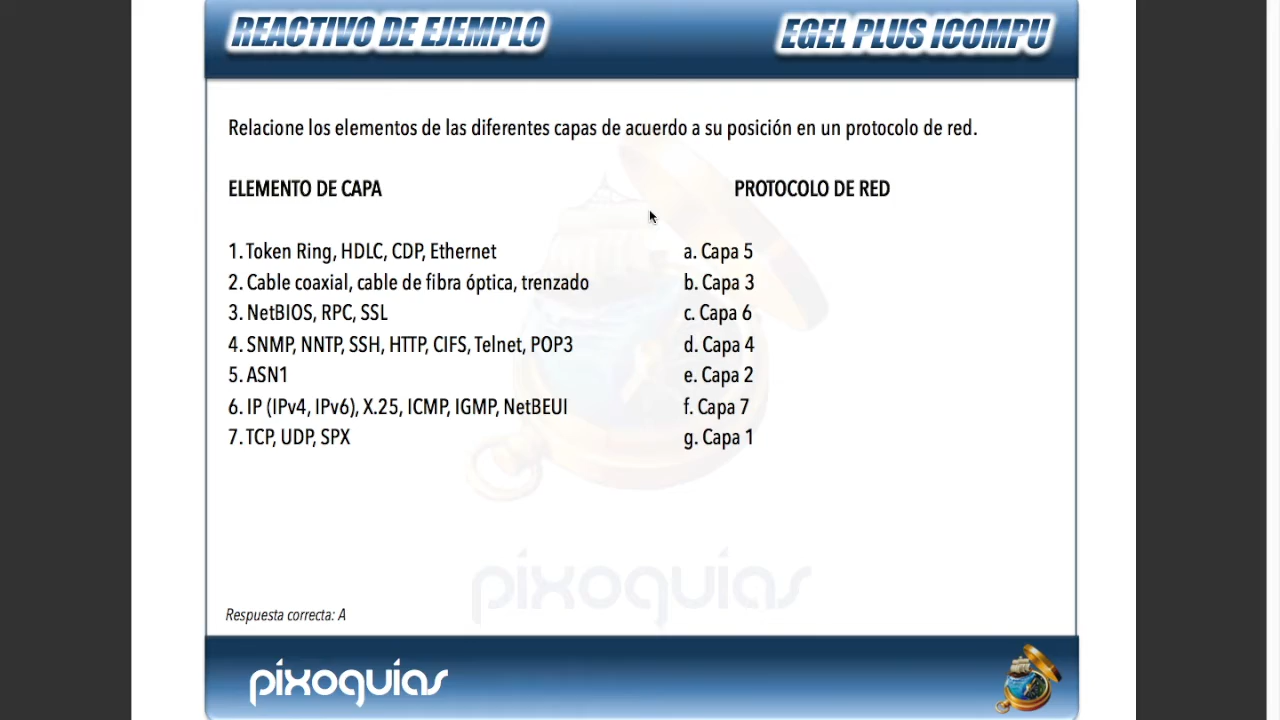 REACTIVO DE EJEMPLO
EGEL PLUS ICOMPU
Relacione los elementos de las diferentes capas de acuerdo a su posición en un protocolo de red.
ELEMENTO DE CAPA
PROTOCOLO DE RED
1. Token Ring, HDLC, CDP, Ethernet
a. Capa 5
2. Cable coaxial, cable de fibra óptica, trenzado
b. Capa 3
3. NetBIOS, RPC, SSL
c. Capa 6
4. SNMP, NNTP, SSH, HTTP, CIFS, Telnet, POP3
d. Capa 4
5. ASN1
e. Capa 2
6. IP (IPv4, IPv6), X.25, ICMP, IGMP, NetBEUI
f. Capa 7
7. TCP, UDP, SPX
g. Capa 1
pixoguías
Respuesta correcta: A
pixoguías